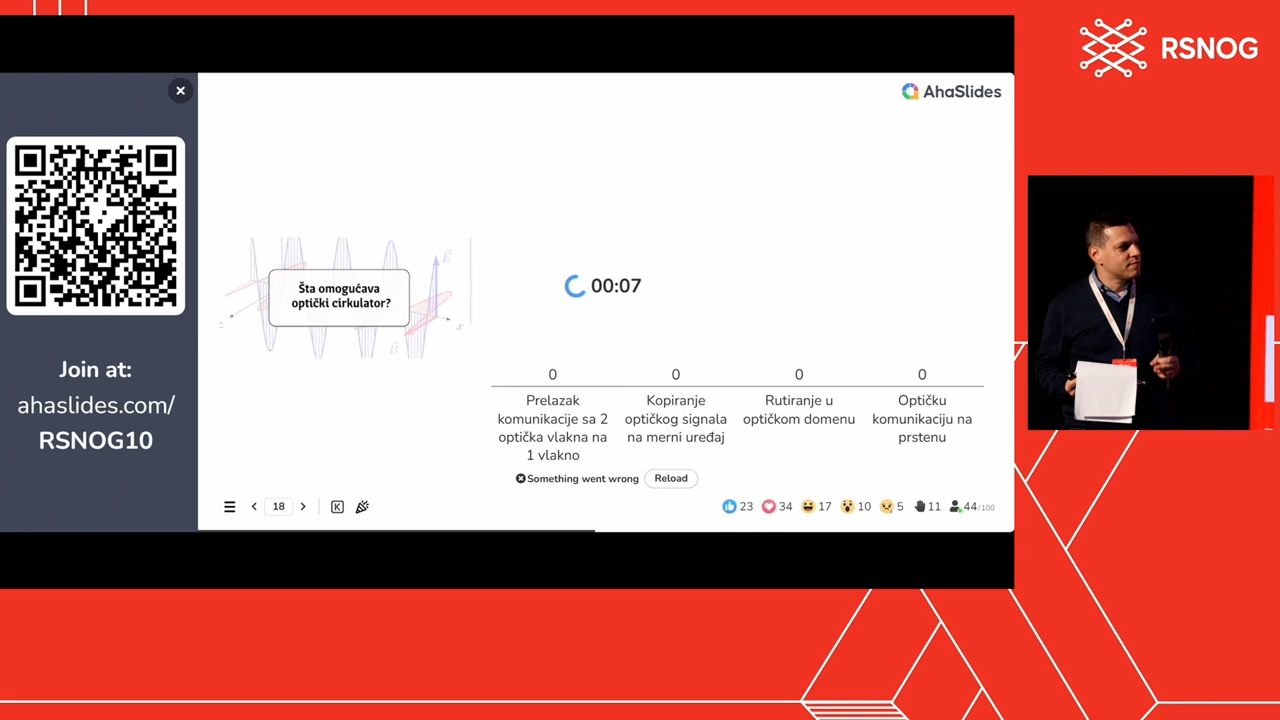 RSNOG
AhaSlides
Join at:
ahaslides.com/
RSNOG10
Šta omogućava
optički cirkulator?
E
B
z
x
00:07
0
0
0
0
Prelazak
komunikacije sa 2
optička vlakna na
1 vlakno
Kopiranje
optičkog signala
na merni uređaj
Rutiranje u
optičkom domenu
Optičku
komunikaciju na
prstenu
Something went wrong
Reload
18
K
23
34
17
10
5
11
44/100